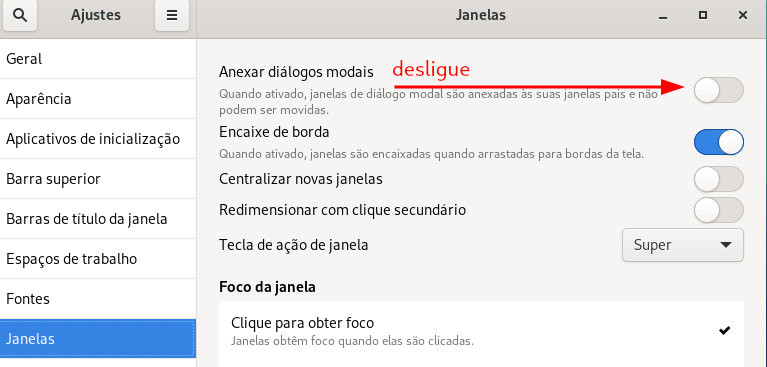 Ajustes
Janelas
Geral
Aparência
Aplicativos de inicialização
Barra superior
Barras de título da janela
Espaços de trabalho
Fontes
Janelas
Anexar diálogos modais
desligue
Quando ativado, janelas de diálogo modal são anexadas às suas janelas pais e não
podem ser movidas.
Encaixe de borda
Quando ativado, janelas são encaixadas quando arrastadas para bordas da tela.
Centralizar novas janelas
Redimensionar com clique secundário
Tecla de ação de janela
Super
Foco da janela
Clique para obter foco
Janelas obtêm foco quando elas são clicadas.